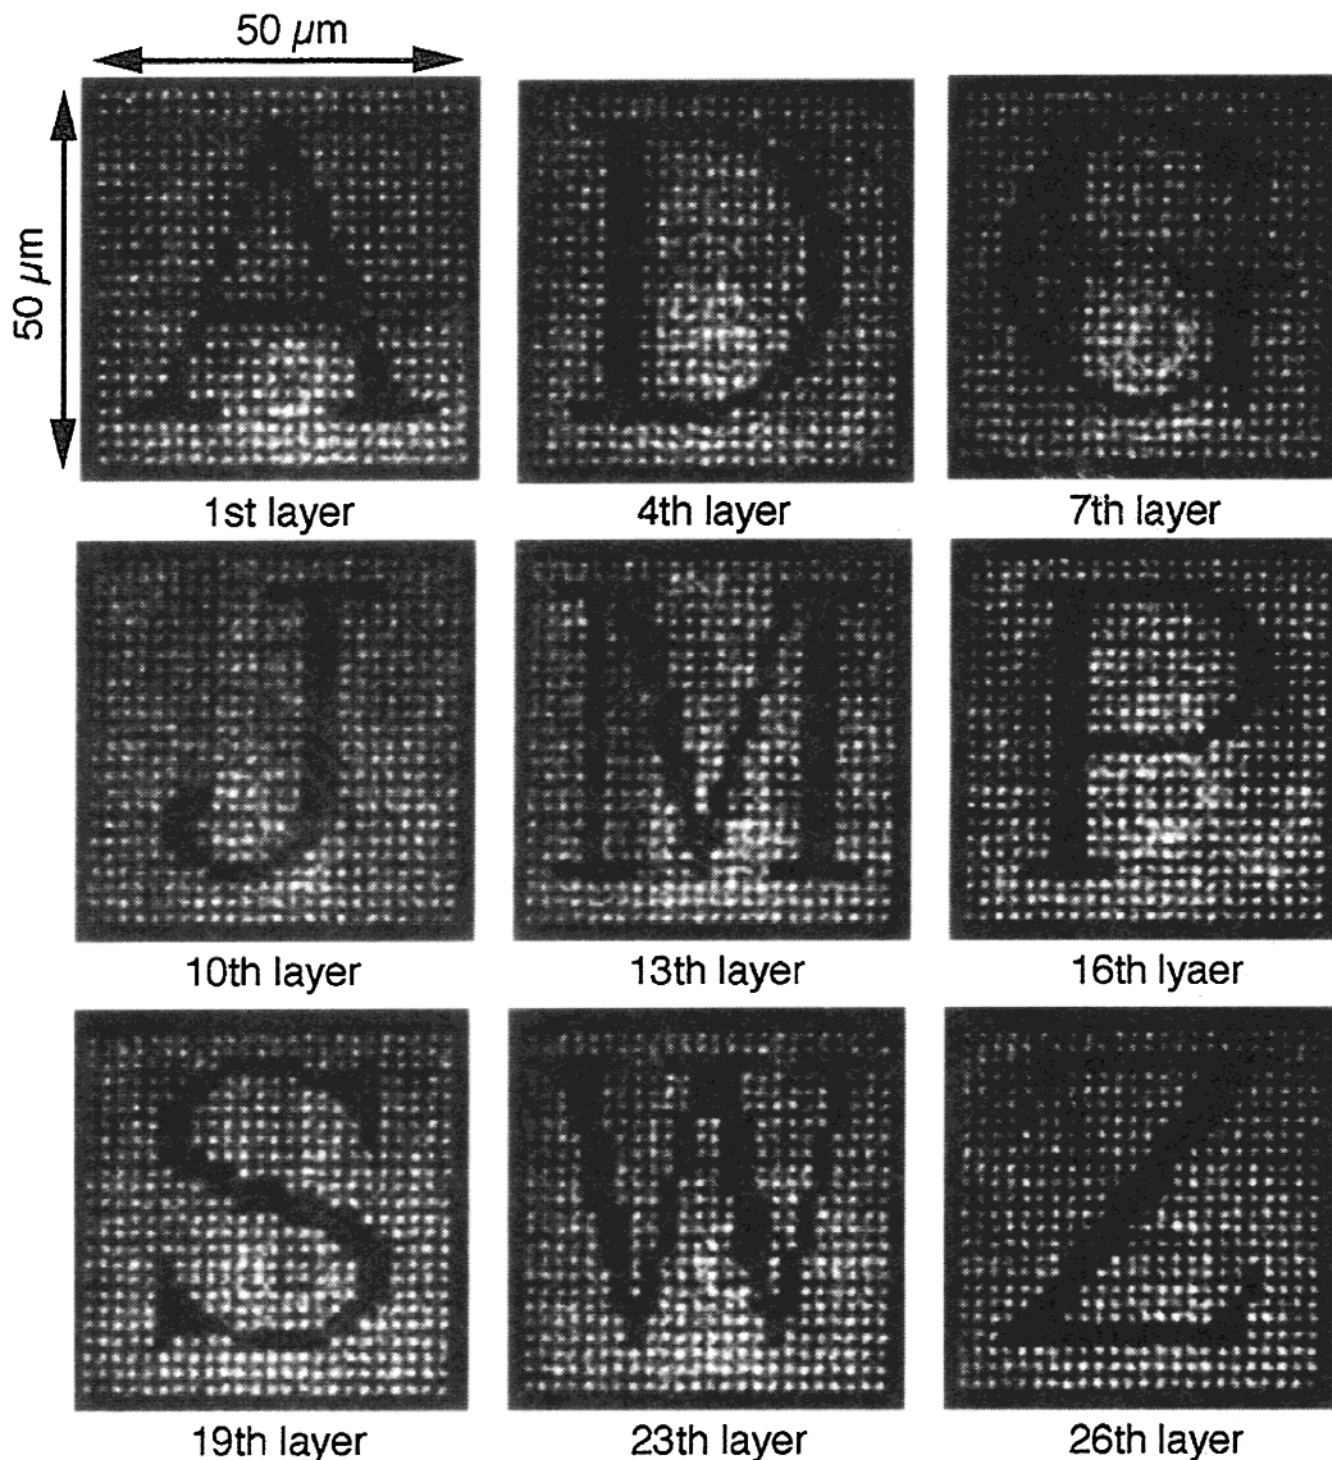 50 µm
50 µm
A
D
G
1st layer
4th layer
7th layer
J
M
P
10th layer
13th layer
16th lyaer
S
W
Z
19th layer
23th layer
26th layer